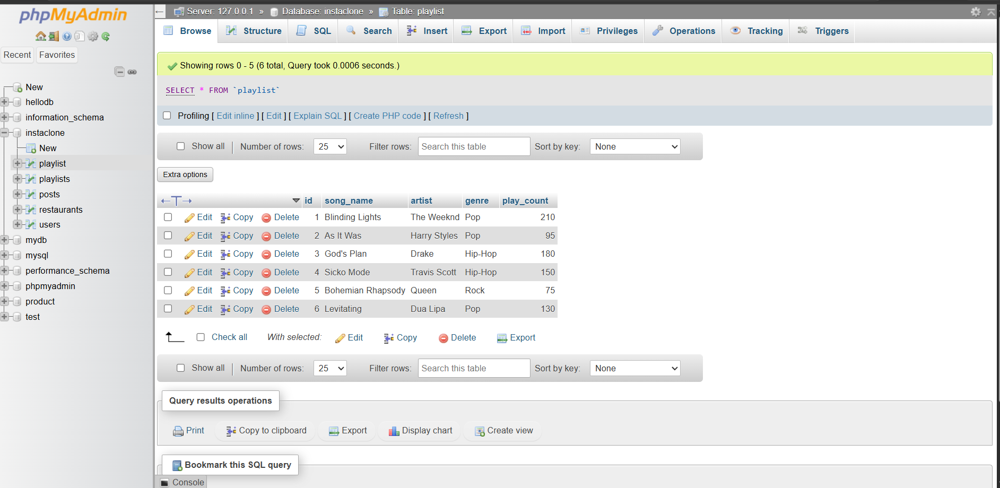 phpMyAdmin
Recent Favorites
New
hellodb
information_schema
instaclone
New
playlist
playlists
posts
restaurants
users
mydb
mysql
performance_schema
phpmyadmin
product
test
Server: 127.0.0.1 » Database: instaclone » Table: playlist
Browse Structure SQL Search Insert Export Import Privileges Operations Tracking Triggers
Showing rows 0 - 5 (6 total, Query took 0.0006 seconds.)
SELECT * FROM `playlist`
Profiling [ Edit inline ] [ Edit ] [ Explain SQL ] [ Create PHP code ] [ Refresh ]
Show all | Number of rows: 25 Filter rows: Search this table Sort by key: None
Extra options
←T→ id song_name artist genre play_count
Edit Copy Delete 1 Blinding Lights The Weeknd Pop 210
Edit Copy Delete 2 As It Was Harry Styles Pop 95
Edit Copy Delete 3 God's Plan Drake Hip-Hop 180
Edit Copy Delete 4 Sicko Mode Travis Scott Hip-Hop 150
Edit Copy Delete 5 Bohemian Rhapsody Queen Rock 75
Edit Copy Delete 6 Levitating Dua Lipa Pop 130
Check all With selected: Edit Copy Delete Export
Show all | Number of rows: 25 Filter rows: Search this table Sort by key: None
Query results operations
Print Copy to clipboard Export Display chart Create view
Bookmark this SQL query
Console